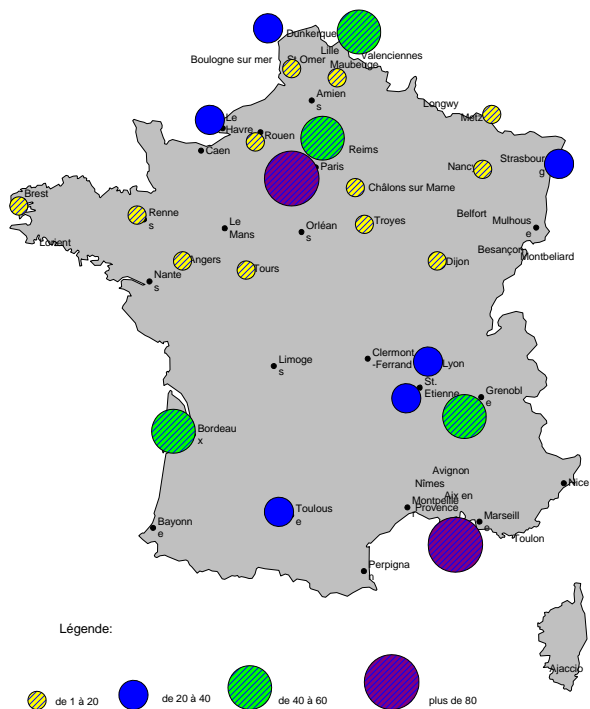 Dunkerque
Lille
Valenciennes
Boulogne sur mer
St Omer
Maubeuge
Amien
s
Longwy
Metz
Le
Havre
Rouen
Reims
Caen
Paris
Nancy
Strasbour
g
Châlons sur Marne
Brest
Renne
s
Troyes
Belfort
Mulhous
e
Le
Mans
Orléan
s
Lorient
Besançon
Montbeliard
Angers
Tours
Dijon
Nante
s
Clermont
-Ferrand
Lyon
Limoge
s
St.
Etienne
Grenobl
e
Bordeau
x
Avignon
Nîmes
Nice
Aix en
Montpellie
r
Provence
Toulous
e
Marseill
e
Bayonn
e
Toulon
Perpigna
n
Légende:
Ajaccio
de 1 à 20
de 20 à 40
de 40 à 60
plus de 80